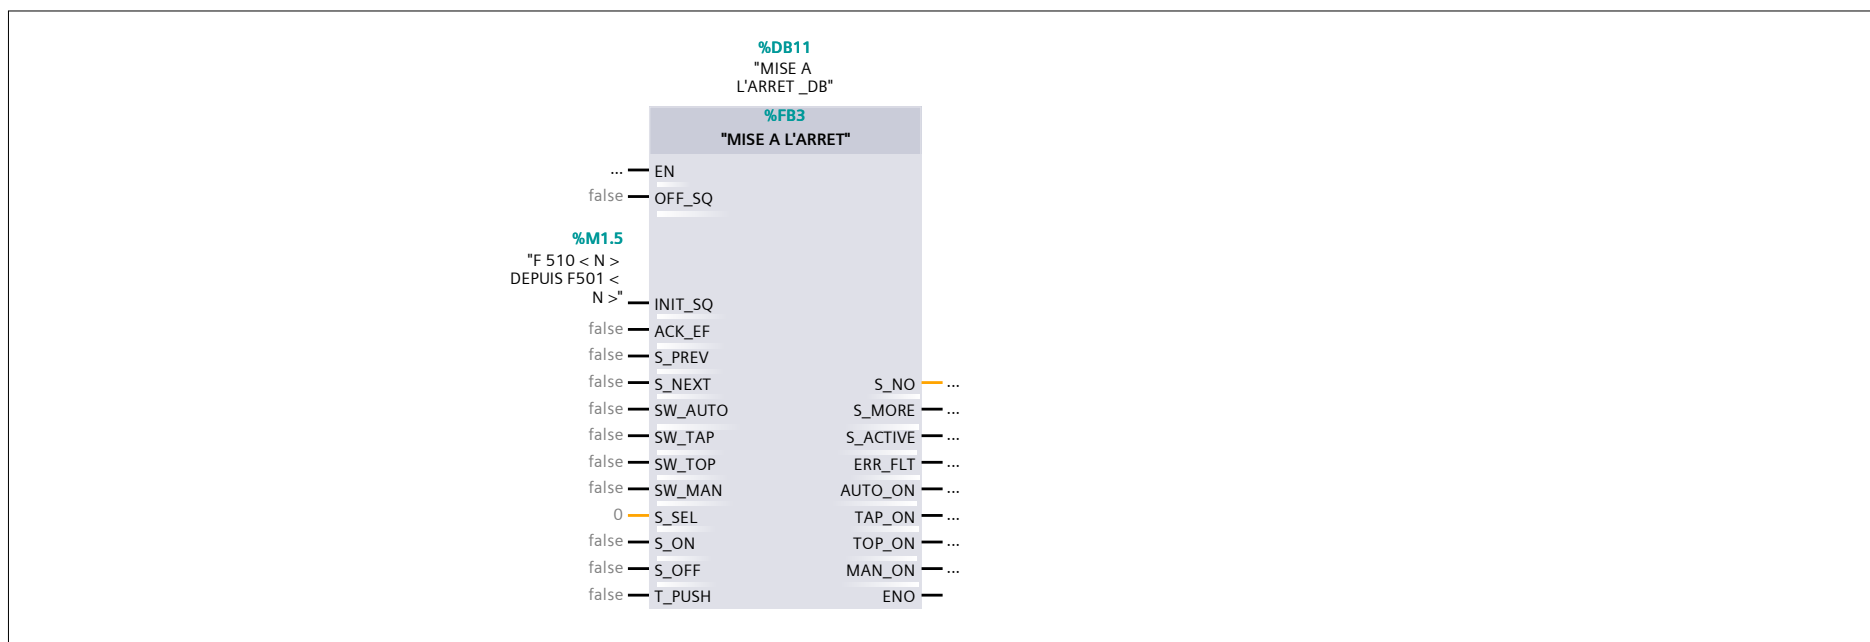 %DB11
"MISE A
L'ARRET _DB"
%FB3
"MISE A L'ARRET"
... EN
false OFF_SQ
%M1.5
"F 510 < N >
DEPUIS F501 <
N >" INIT_SQ
false ACK_EF
false S_PREV
false S_NEXT S_NO ...
false SW_AUTO S_MORE ...
false SW_TAP S_ACTIVE ...
false SW_TOP ERR_FLT ...
false SW_MAN AUTO_ON ...
0 S_SEL TAP_ON ...
false S_ON TOP_ON ...
false S_OFF MAN_ON ...
false T_PUSH ENO